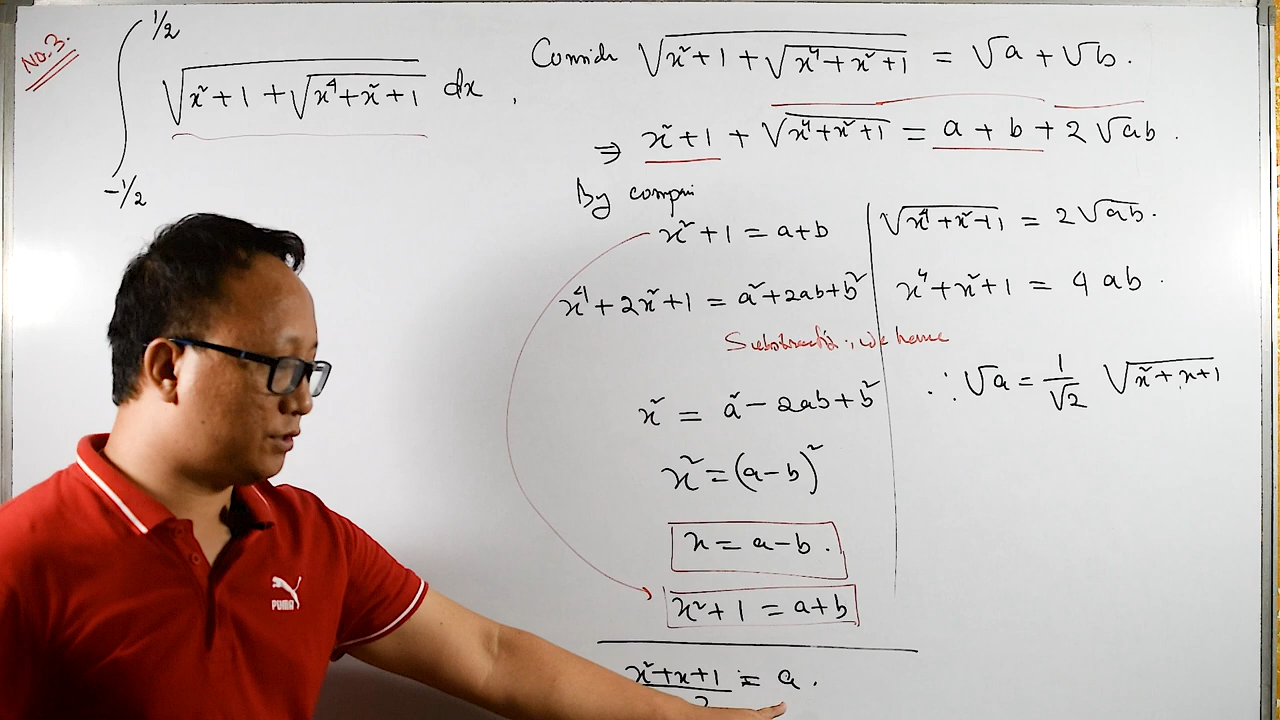 No. 3.
∫_{-1/2}^{1/2} √(x²+1+√(x⁴+x²+1)) dx ,
Consider √(x²+1+√(x⁴+x²+1)) = √a + √b .
⇒ x²+1 + √(x⁴+x²+1) = a + b + 2√ab .
By compari
x²+1 = a+b
x⁴+2x²+1 = a²+2ab+b²
Substractin, we have
x² = a² − 2ab + b²
x² = (a−b)²
x = a−b .
x²+1 = a+b
(x²+x+1)/2 = a .
√(x⁴+x²+1) = 2√ab .
x⁴+x²+1 = 4ab .
∴ √a = 1/√2 √(x²+x+1)
PUMA